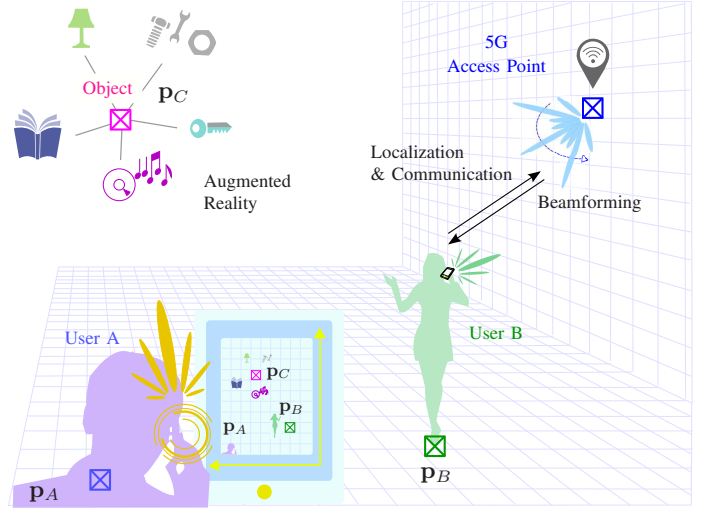 5G
Access Point
Object
p_C
Localization
& Communication
Augmented
Reality
Beamforming
User A
User B
p_C
p_B
p_A
p_B
p_A